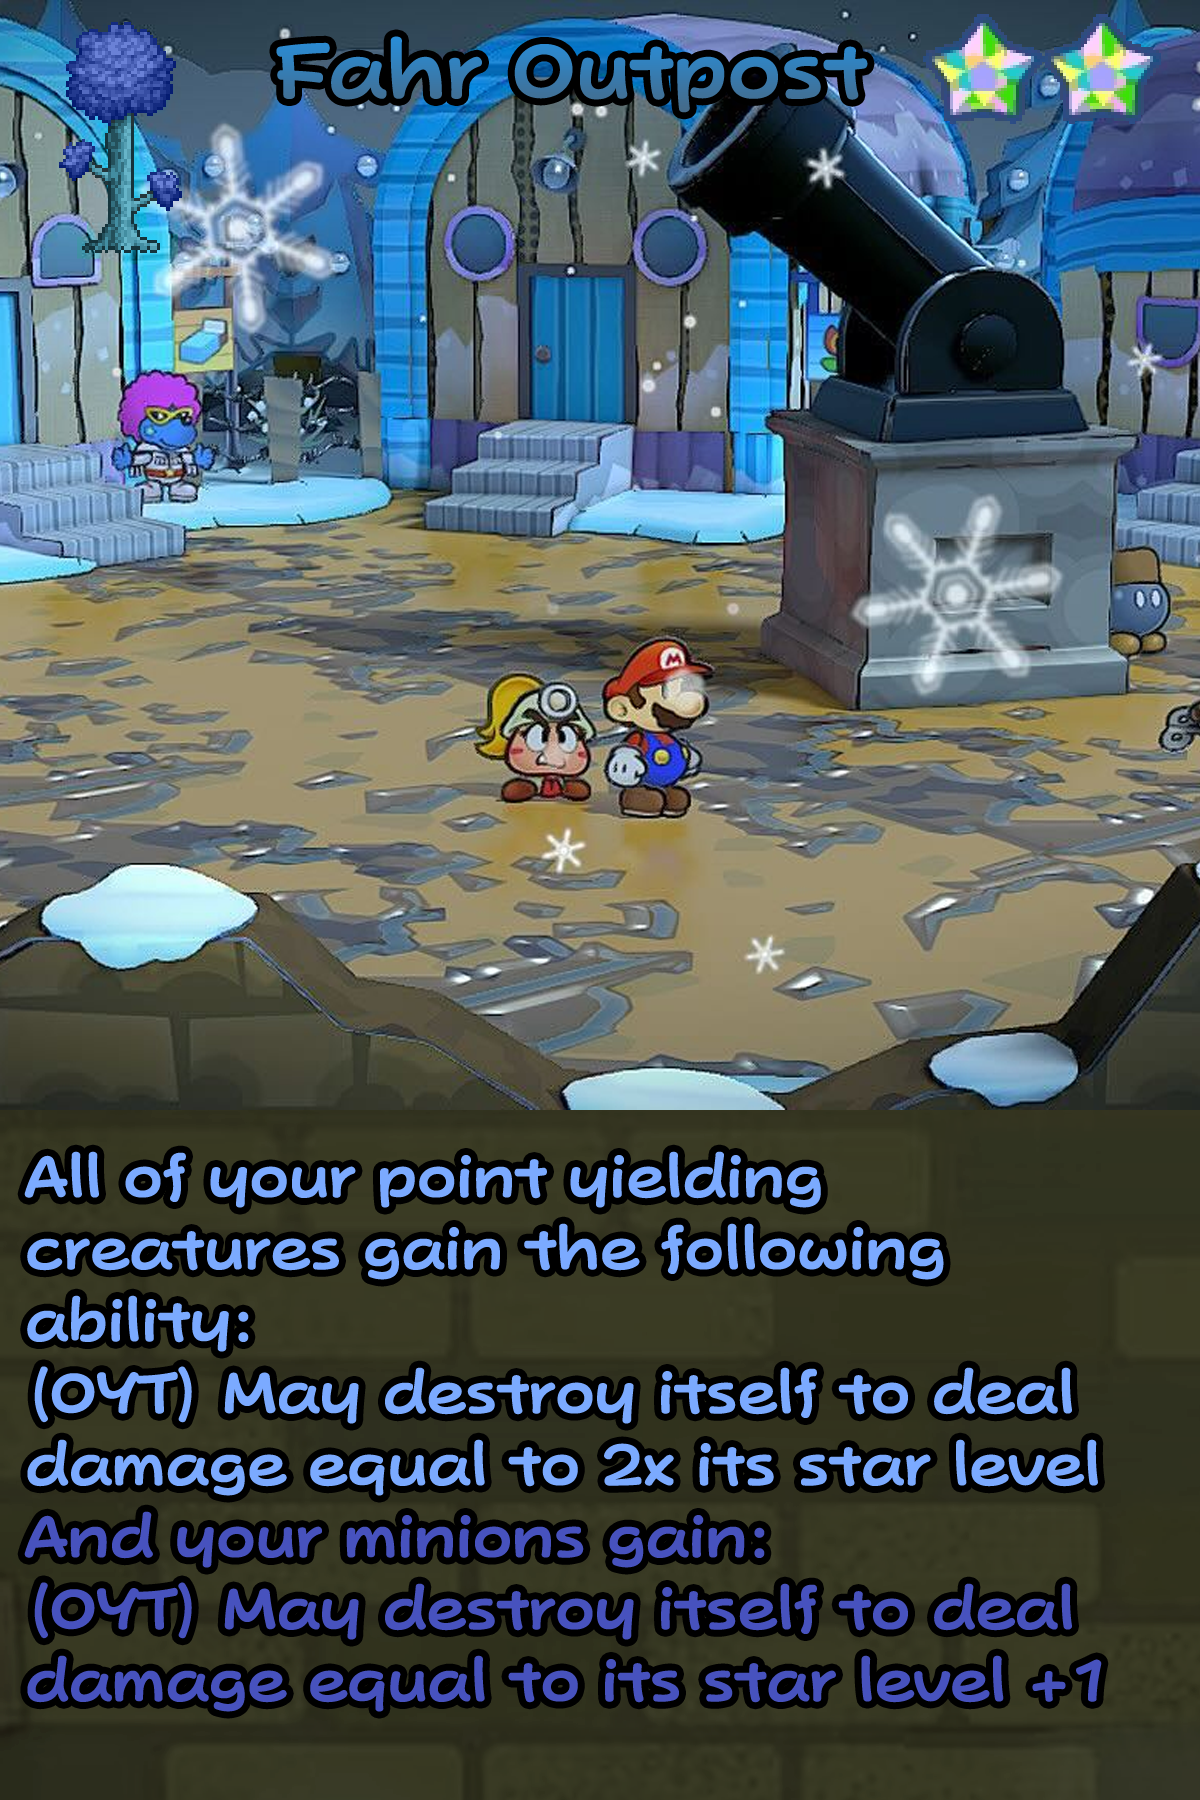 Fahr Outpost
M
All of your point yielding
creatures gain the following
ability:
(OYT) May destroy itself to deal
damage equal to 2x its star level
And your minions gain:
(OYT) May destroy itself to deal
damage equal to its star level +1